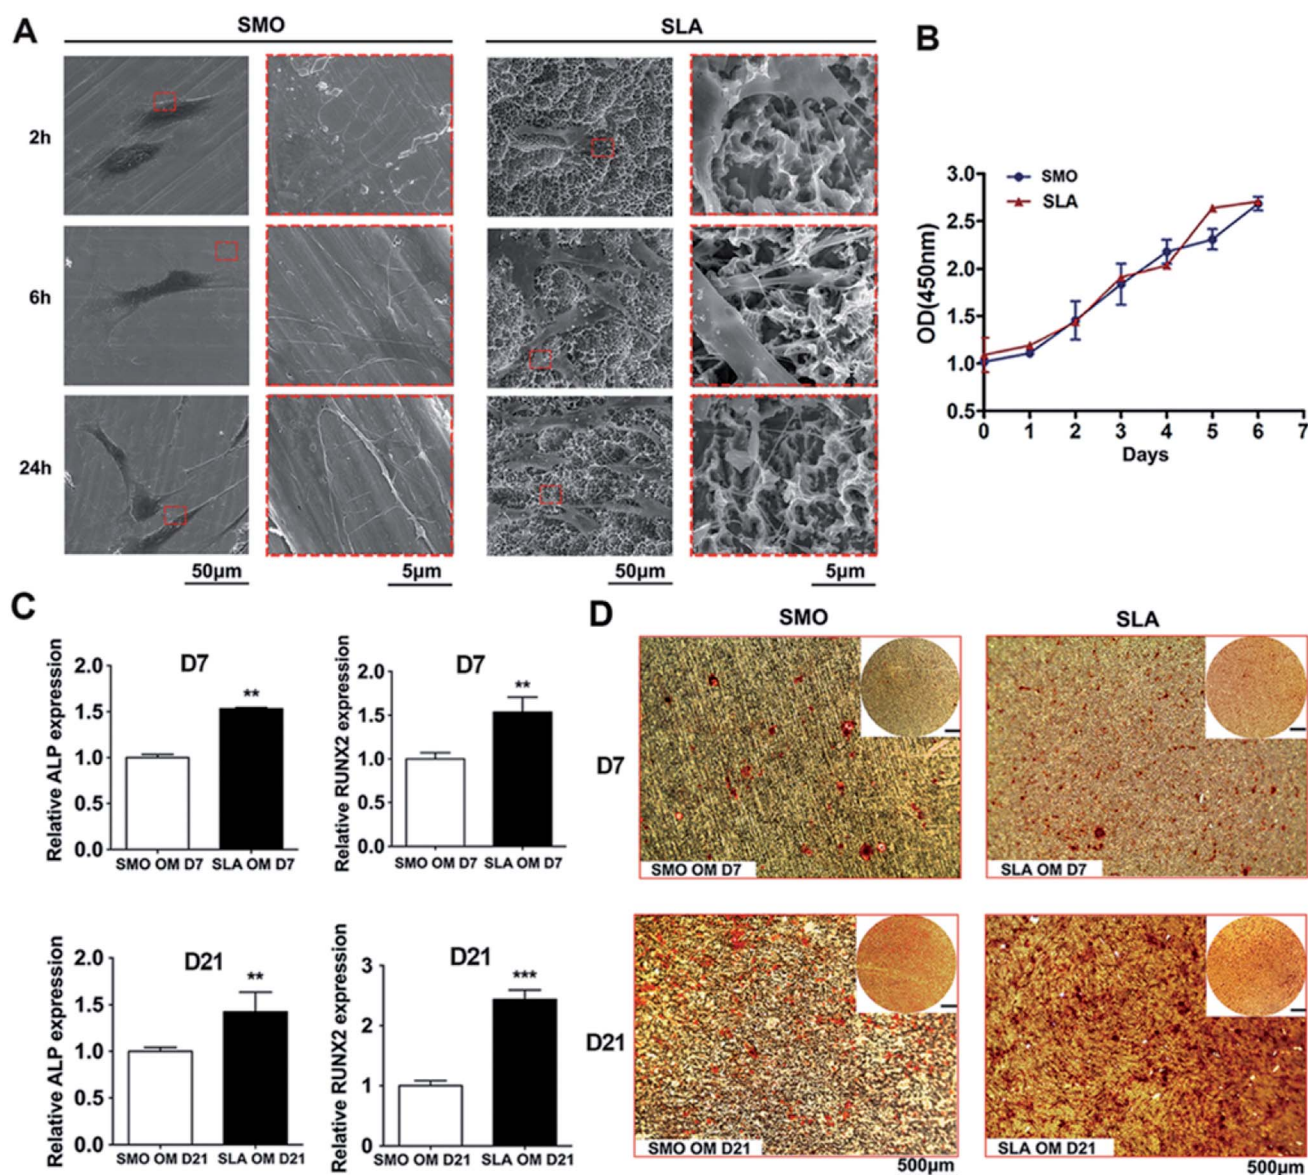 A
SMO
SLA
2h
6h
24h
50μm
5μm
50μm
5μm
B
OD(450nm)
3.0
2.5
2.0
1.5
1.0
0.5
SMO
SLA
0 1 2 3 4 5 6 7
Days
C
D7
Relative ALP expression
2.0
1.5
1.0
0.5
0.0
**
SMO OM D7 SLA OM D7
D7
Relative RUNX2 expression
2.0
1.5
1.0
0.5
0.0
**
SMO OM D7 SLA OM D7
D21
Relative ALP expression
2.0
1.5
1.0
0.5
0.0
**
SMO OM D21 SLA OM D21
D21
Relative RUNX2 expression
3
2
1
0
***
SMO OM D21 SLA OM D21
D
SMO
SLA
D7
SMO OM D7
SLA OM D7
D21
SMO OM D21
SLA OM D21
500μm
500μm